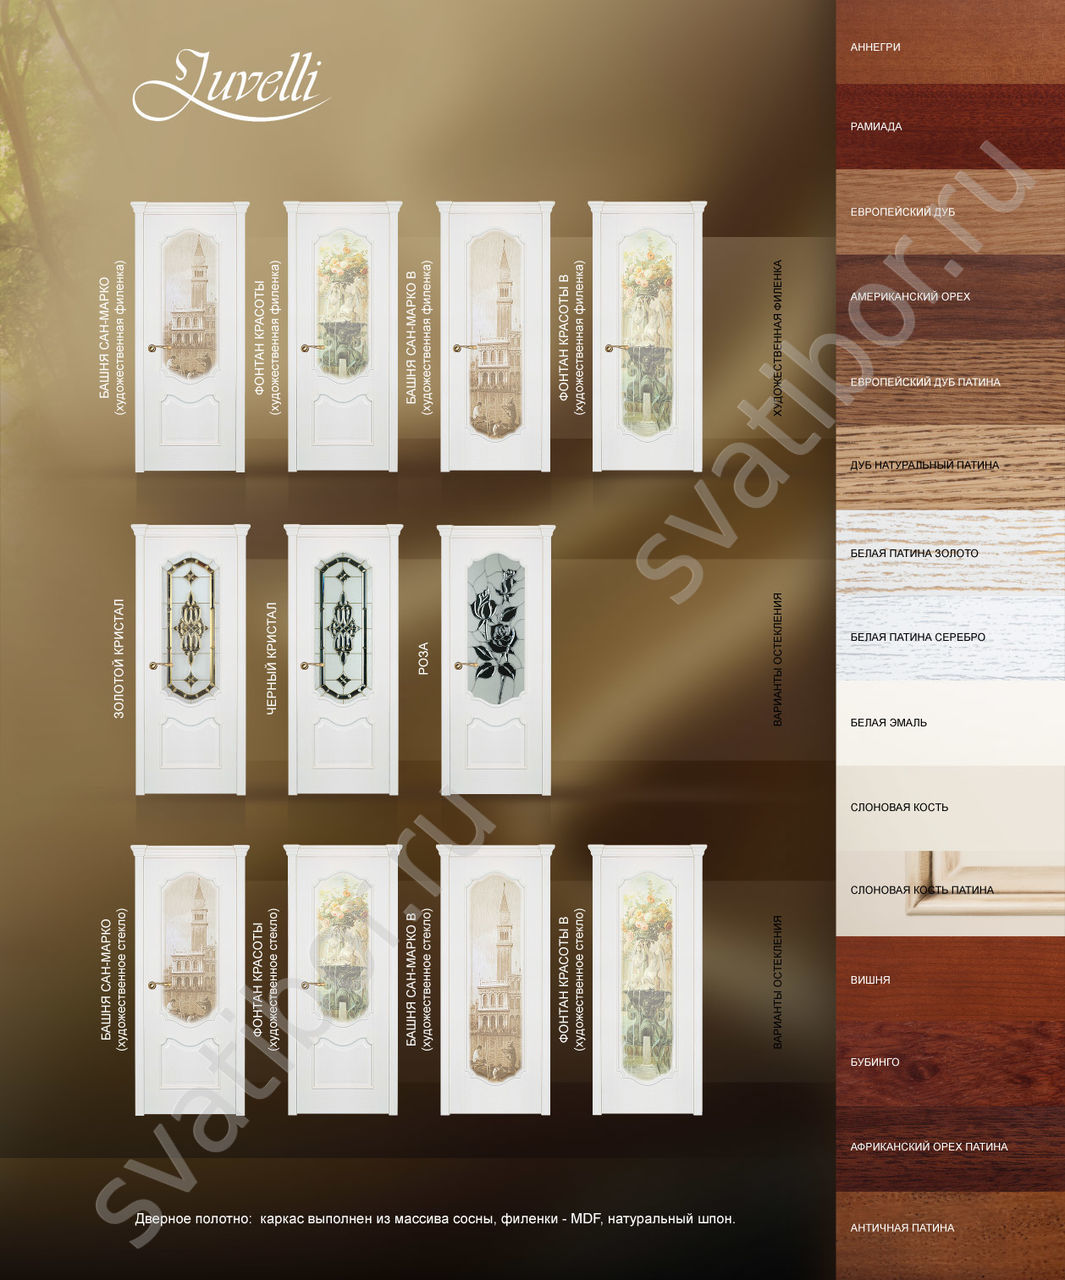 Juvelli
БАШНЯ САН-МАРКО
(художественная филенка)
ФОНТАН КРАСОТЫ
(художественная филенка)
БАШНЯ САН-МАРКО В
(художественная филенка)
ФОНТАН КРАСОТЫ В
(художественная филенка)
ХУДОЖЕСТВЕННАЯ ФИЛЕНКА
ЗОЛОТОЙ КРИСТАЛ
ЧЕРНЫЙ КРИСТАЛ
РОЗА
ВАРИАНТЫ ОСТЕКЛЕНИЯ
БАШНЯ САН-МАРКО
(художественное стекло)
ФОНТАН КРАСОТЫ
(художественное стекло)
БАШНЯ САН-МАРКО В
(художественное стекло)
ФОНТАН КРАСОТЫ В
(художественное стекло)
ВАРИАНТЫ ОСТЕКЛЕНИЯ
Дверное полотно: каркас выполнен из массива сосны, филенки - MDF, натуральный шпон.
АННЕГРИ
РАМИАДА
ЕВРОПЕЙСКИЙ ДУБ
АМЕРИКАНСКИЙ ОРЕХ
ЕВРОПЕЙСКИЙ ДУБ ПАТИНА
ДУБ НАТУРАЛЬНЫЙ ПАТИНА
БЕЛАЯ ПАТИНА ЗОЛОТО
БЕЛАЯ ПАТИНА СЕРЕБРО
БЕЛАЯ ЭМАЛЬ
СЛОНОВАЯ КОСТЬ
СЛОНОВАЯ КОСТЬ ПАТИНА
ВИШНЯ
БУБИНГО
АФРИКАНСКИЙ ОРЕХ ПАТИНА
АНТИЧНАЯ ПАТИНА
svatibor.ru
svatibor.ru